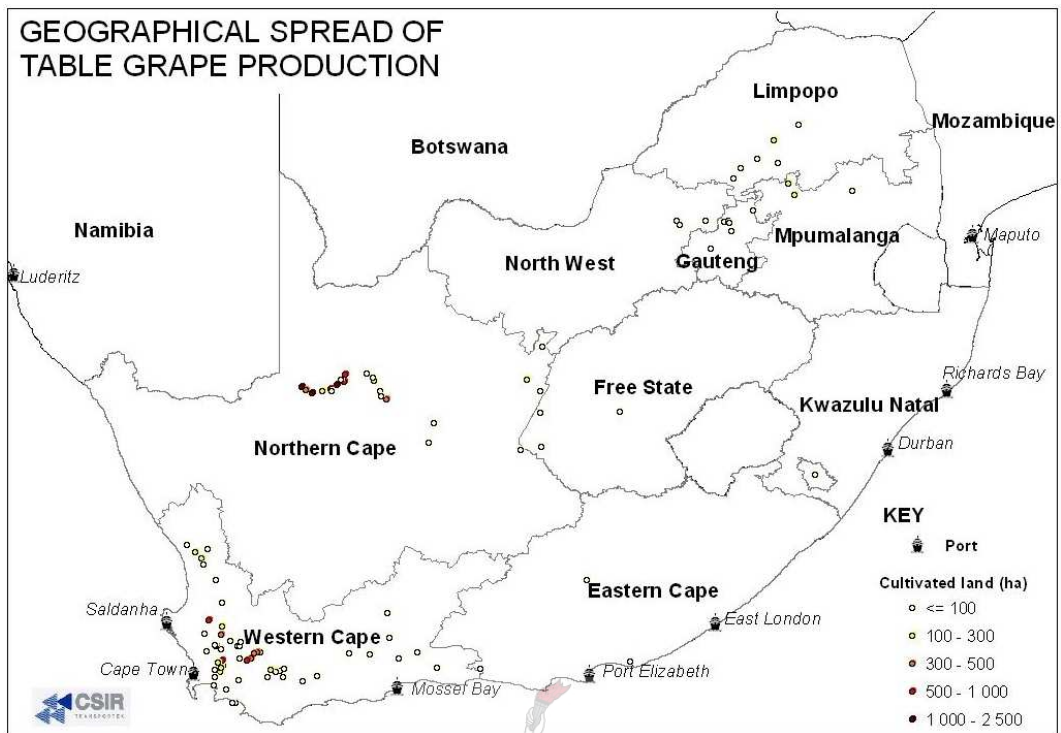 GEOGRAPHICAL SPREAD OF
TABLE GRAPE PRODUCTION
Limpopo
Mozambique
Botswana
Namibia
Maputo
Mpumalanga
North West
Gauteng
Luderitz
Richards Bay
Free State
Kwazulu Natal
Northern Cape
Durban
KEY
Port
Eastern Cape
Cultivated land (ha)
<= 100
Saldanha
East London
100 - 300
Western Cape
300 - 500
Cape Town
Port Elizabeth
Mossel Bay
500 - 1 000
CSIR
TRANSPORTEK
1 000 - 2 500